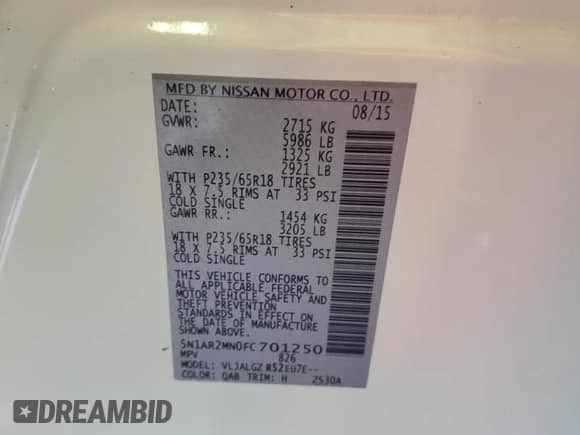 MFD BY NISSAN MOTOR CO., LTD.
DATE: 08/15
GVWR: 2715 KG
5986 LB
GAWR FR.: 1325 KG
2921 LB
WITH P235/65R18 TIRES
18 X 7.5 RIMS AT 33 PSI
COLD SINGLE
GAWR RR.: 1454 KG
3205 LB
WITH P235/65R18 TIRES
18 X 7.5 RIMS AT 33 PSI
COLD SINGLE
THIS VEHICLE CONFORMS TO
ALL APPLICABLE FEDERAL
MOTOR VEHICLE SAFETY AND
THEFT PREVENTION
STANDARDS IN EFFECT ON
THE DATE OF MANUFACTURE
SHOWN ABOVE.
5N1AR2MN0FC701250
MPV 826
MODEL: VLJALGZ R52EU7E--
COLOR: QAB TRIM: H 2530A
DREAMBID